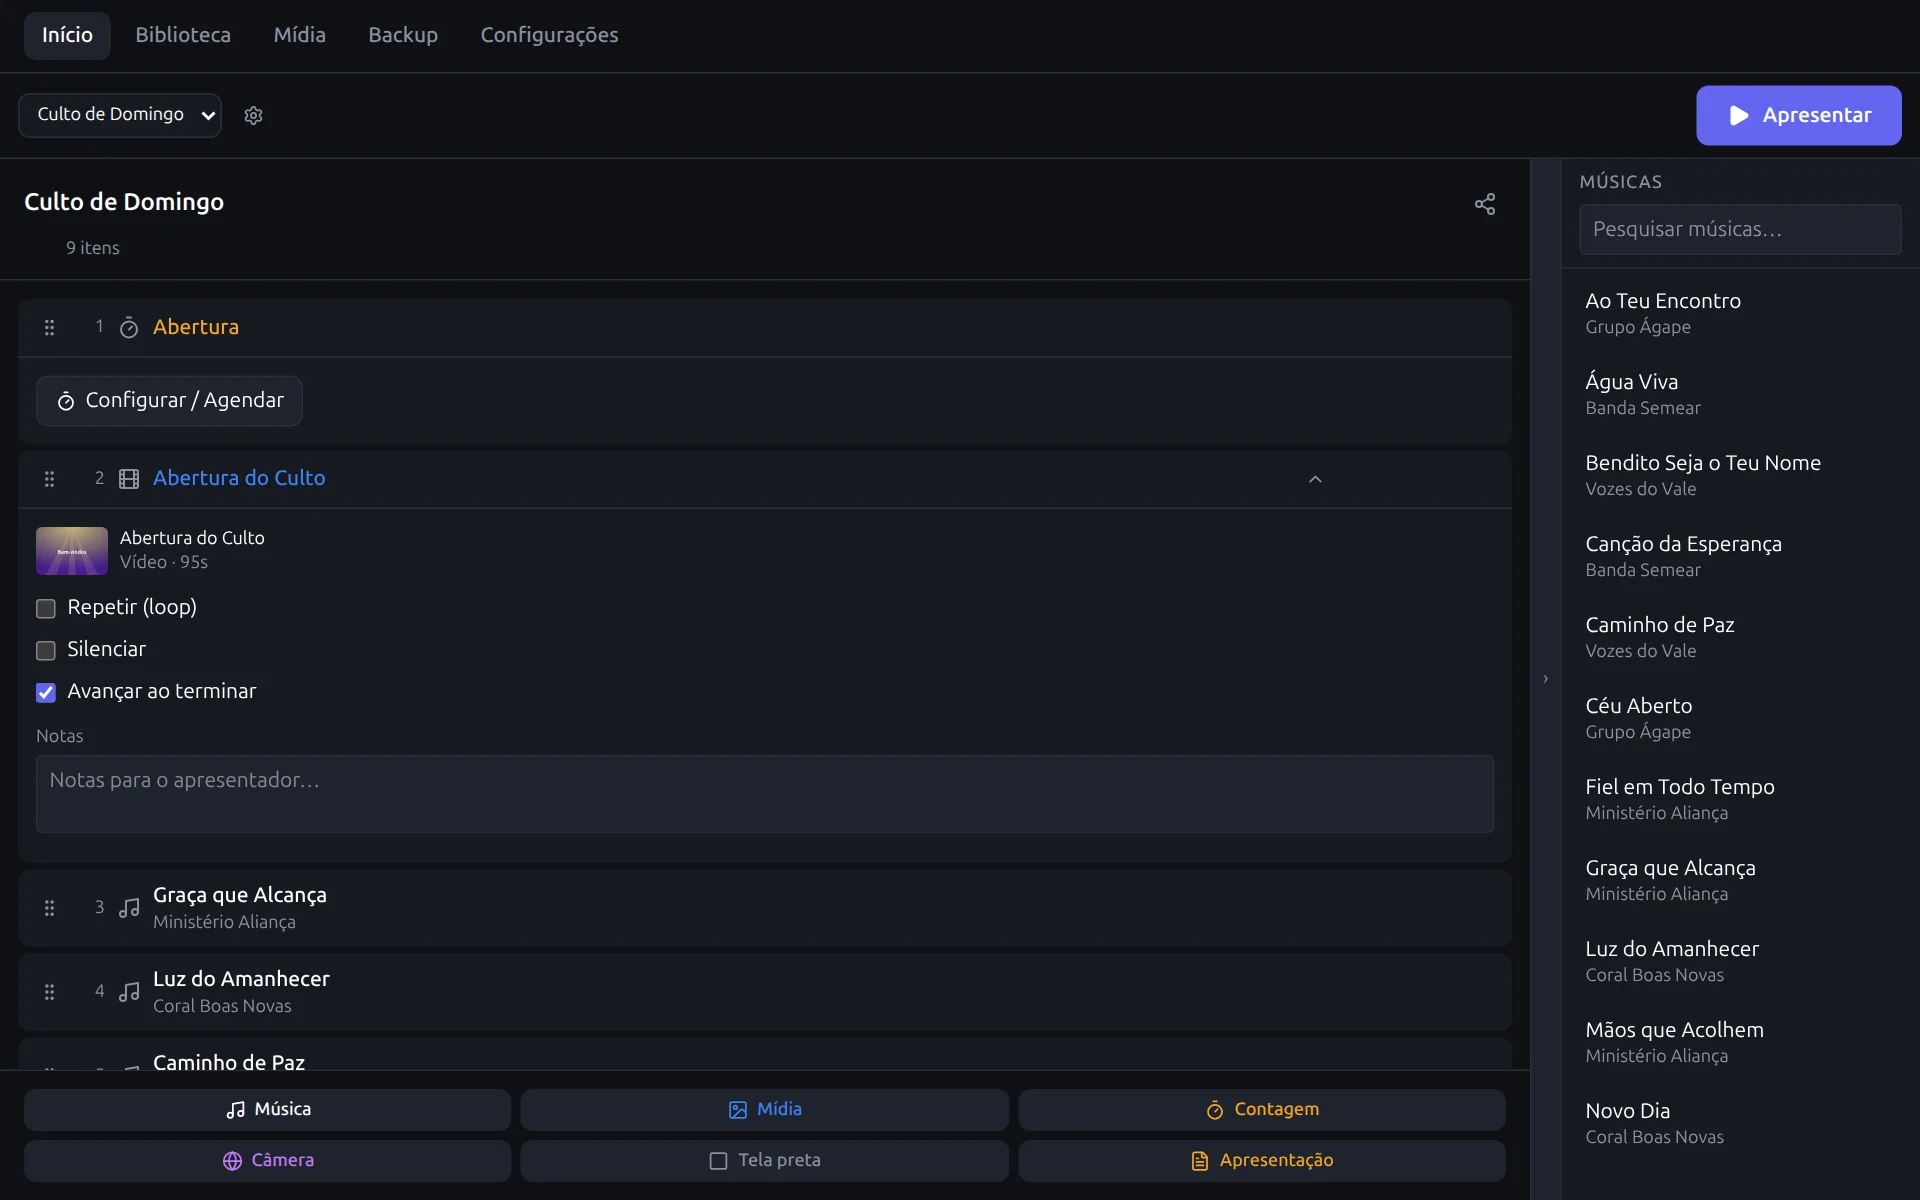 Início
Biblioteca
Mídia
Backup
Configurações
Culto de Domingo
Apresentar
Culto de Domingo
9 itens
1
Abertura
Configurar / Agendar
2
Abertura do Culto
Bem-vindos
Abertura do Culto
Vídeo · 95s
Repetir (loop)
Silenciar
Avançar ao terminar
Notas
Notas para o apresentador...
3
Graça que Alcança
Ministério Aliança
4
Luz do Amanhecer
Coral Boas Novas
Caminho de Paz
Música
Mídia
Contagem
Câmera
Tela preta
Apresentação
MÚSICAS
Pesquisar músicas...
Ao Teu Encontro
Grupo Ágape
Água Viva
Banda Semear
Bendito Seja o Teu Nome
Vozes do Vale
Canção da Esperança
Banda Semear
Caminho de Paz
Vozes do Vale
Céu Aberto
Grupo Ágape
Fiel em Todo Tempo
Ministério Aliança
Graça que Alcança
Ministério Aliança
Luz do Amanhecer
Coral Boas Novas
Mãos que Acolhem
Ministério Aliança
Novo Dia
Coral Boas Novas